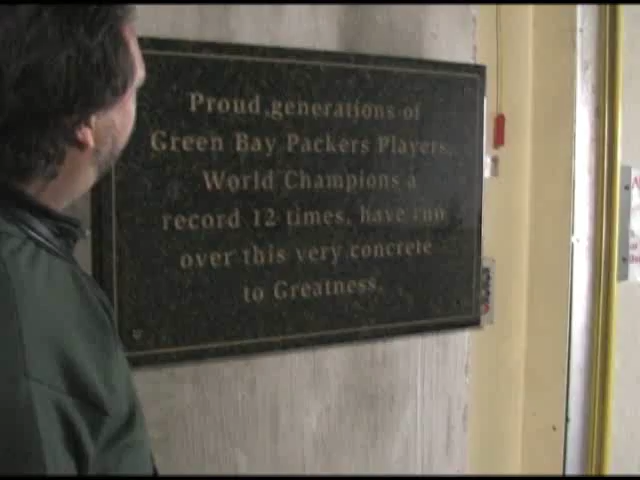 Proud generations of
Green Bay Packers Players,
World Champions a
record 12 times, have run
over this very concrete
to Greatness.